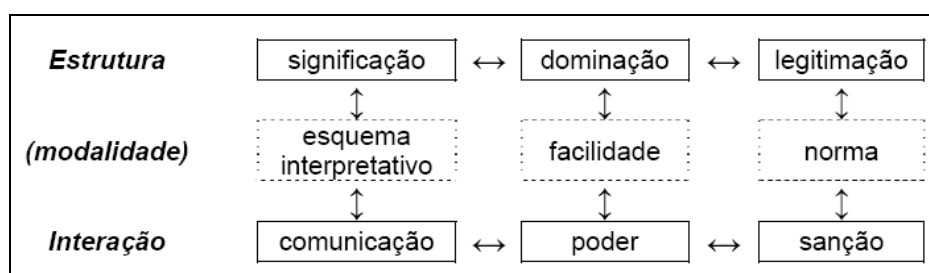 Estrutura significação ↔ dominação ↔ legitimação
↕ ↕ ↕
(modalidade) esquema interpretativo facilidade norma
↕ ↕ ↕
Interação comunicação ↔ poder ↔ sanção